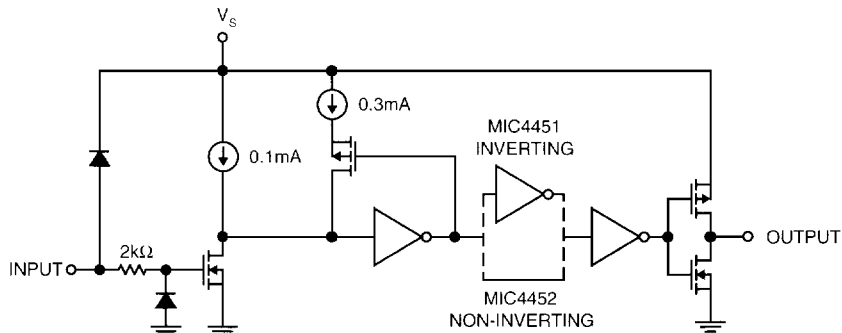 VS
0.3mA
MIC4451
INVERTING
0.1mA
2kΩ
INPUT
OUTPUT
MIC4452
NON-INVERTING